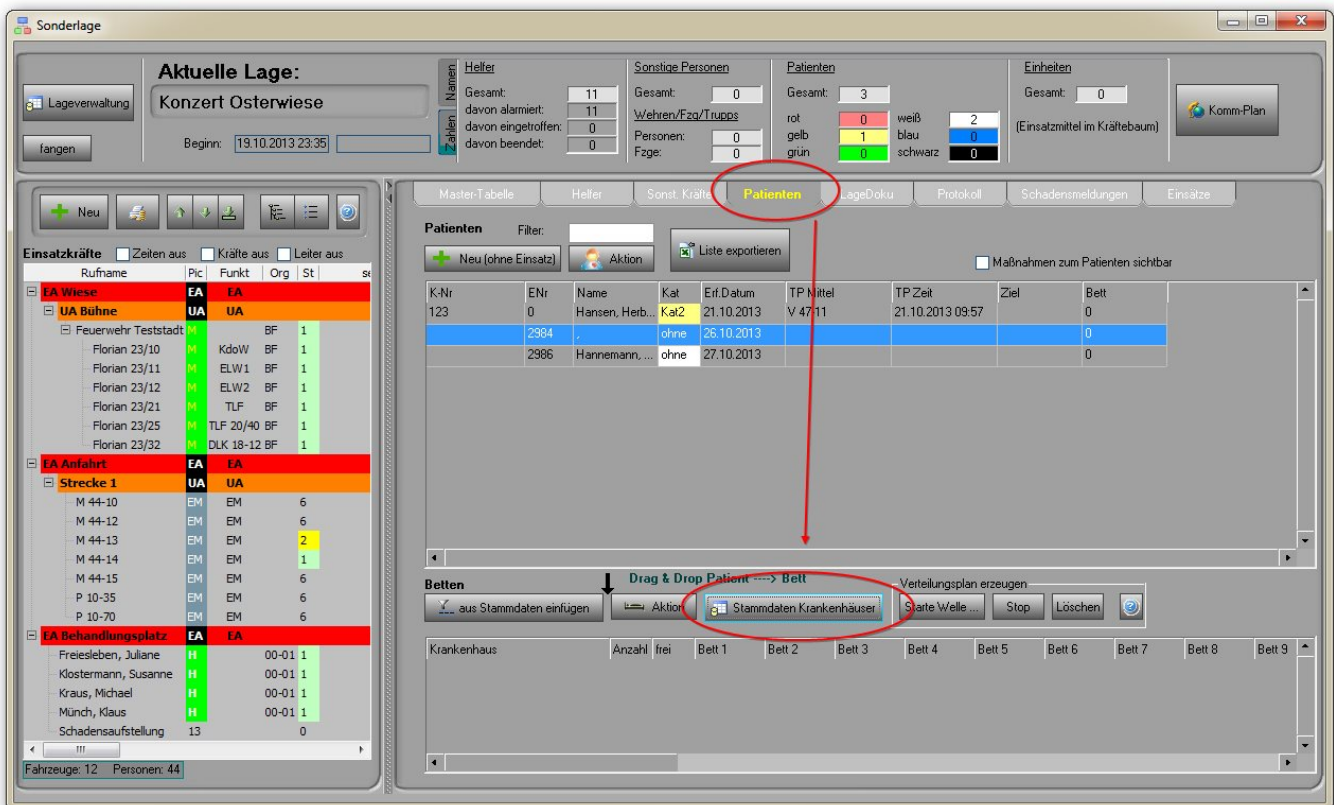 Sonderlage
Aktuelle Lage:
Lageverwaltung
Konzert Osterwiese
fangen
Beginn: 19.10.2013 23:35
Namen
Zahlen
Helfer
Gesamt: 11
davon alarmiert: 11
davon eingetroffen: 0
davon beendet: 0
Sonstige Personen
Gesamt: 0
Wehren/Fzg/Trupps
Personen: 0
Fzge: 0
Patienten
Gesamt: 3
rot 0 weiß 2
gelb 1 blau 0
grün 0 schwarz 0
Einheiten
Gesamt: 0
(Einsatzmittel im Kräftebaum)
Komm-Plan
Neu
Einsatzkräfte Zeiten aus Kräfte aus Leiter aus
Rufname Pic Funkt Org St se
EA Wiese EA EA
UA Bühne UA UA
Feuerwehr Teststadt M BF 1
Florian 23/10 M KdoW BF 1
Florian 23/11 M ELW1 BF 1
Florian 23/12 M ELW2 BF 1
Florian 23/21 M TLF BF 1
Florian 23/25 M TLF 20/40 BF 1
Florian 23/32 M DLK 18-12 BF 1
EA Anfahrt EA EA
Strecke 1 UA UA
M 44-10 EM EM 6
M 44-12 EM EM 6
M 44-13 EM EM 2
M 44-14 EM EM 1
M 44-15 EM EM 6
P 10-35 EM EM 6
P 10-70 EM EM 6
EA Behandlungsplatz EA EA
Freiesleben, Juliane H 00-01 1
Klostermann, Susanne H 00-01 1
Kraus, Michael H 00-01 1
Münch, Klaus H 00-01 1
Schadensaufstellung 13 0
Fahrzeuge: 12 Personen: 44
Master-Tabelle Helfer Sonst. Kräfte Patienten LageDoku Protokoll Schadensmeldungen Einsätze
Patienten Filter:
Neu (ohne Einsatz) Aktion Liste exportieren
Maßnahmen zum Patienten sichtbar
K-Nr ENr Name Kat Erf.Datum TP Mittel TP Zeit Ziel Bett
123 0 Hansen, Herb... Kat2 21.10.2013 V 47-11 21.10.2013 09:57 0
2984 , ohne 26.10.2013 0
2986 Hannemann, ... ohne 27.10.2013 0
Betten Drag & Drop Patient ----> Bett
Verteilungsplan erzeugen
aus Stammdaten einfügen Aktion Stammdaten Krankenhäuser Starte Welle ... Stop Löschen
Krankenhaus Anzahl frei Bett 1 Bett 2 Bett 3 Bett 4 Bett 5 Bett 6 Bett 7 Bett 8 Bett 9